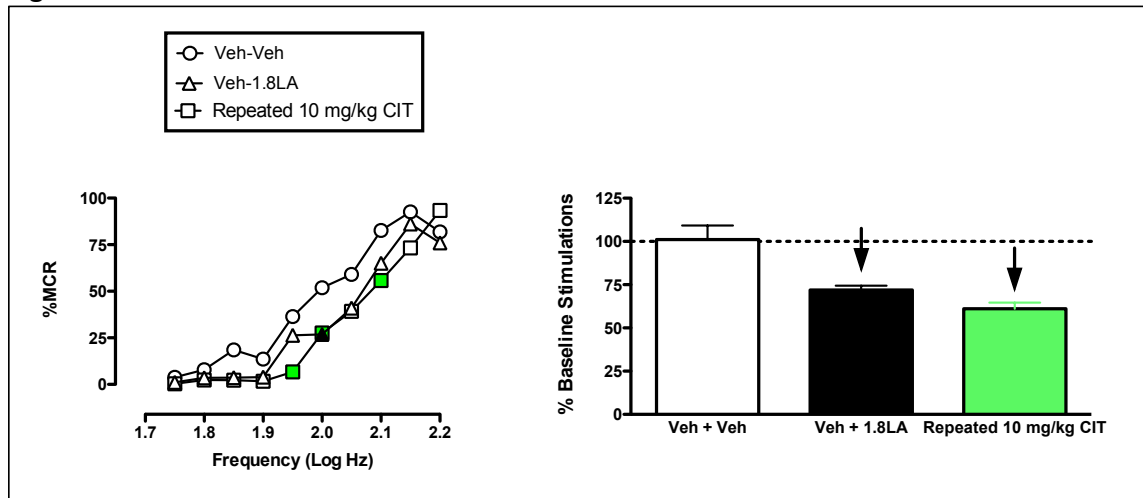 Veh-Veh
Veh-1.8LA
Repeated 10 mg/kg CIT
100
75
50
25
0
%MCR
1.7 1.8 1.9 2.0 2.1 2.2
Frequency (Log Hz)
125
100
75
50
25
0
% Baseline Stimulations
Veh + Veh Veh + 1.8LA Repeated 10 mg/kg CIT